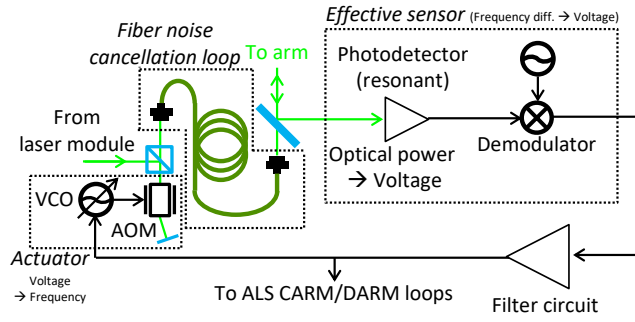 Effective sensor (Frequency diff. → Voltage)
Fiber noise
cancellation loop
To arm
Photodetector
(resonant)
From
laser module
Optical power
→ Voltage
Demodulator
VCO
AOM
Actuator
Voltage
→ Frequency
To ALS CARM/DARM loops
Filter circuit